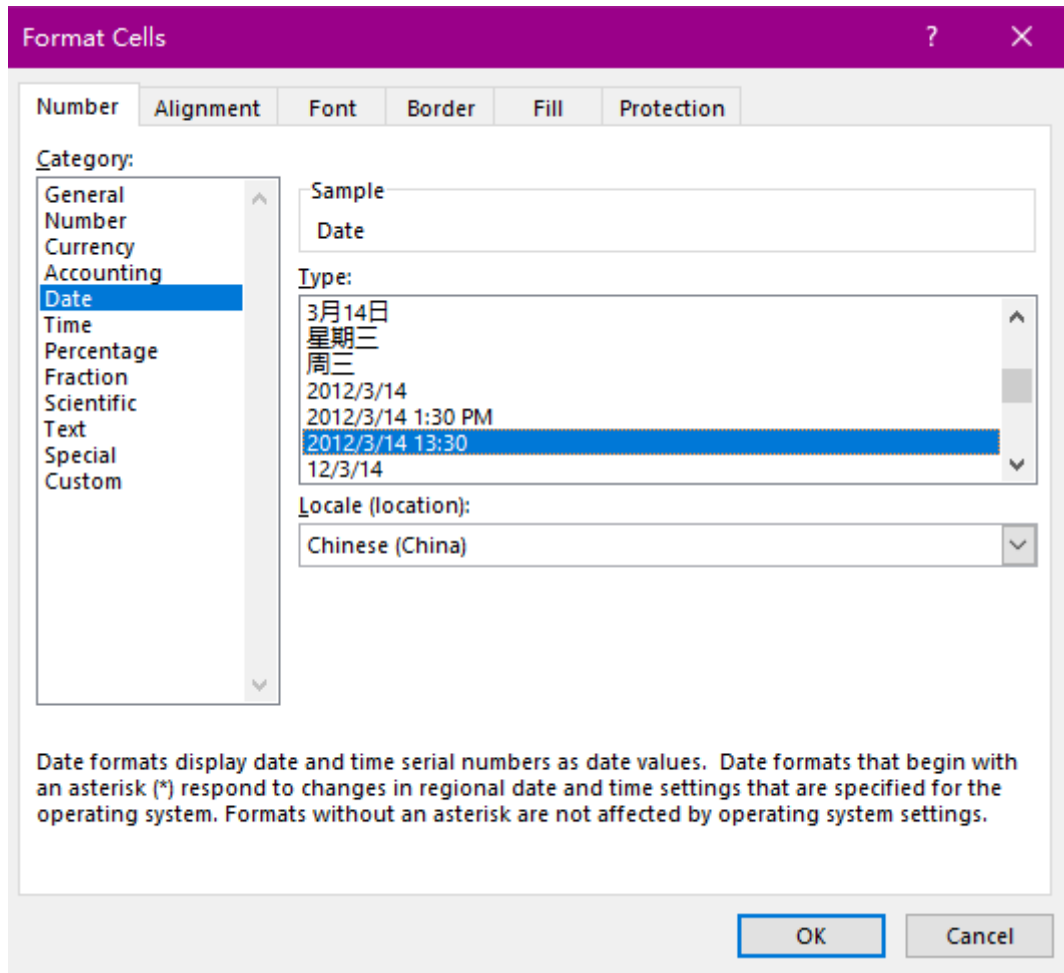 Format Cells
Number Alignment Font Border Fill Protection
Category:
General
Number
Currency
Accounting
Date
Time
Percentage
Fraction
Scientific
Text
Special
Custom
Sample
Date
Type:
3月14日
星期三
周三
2012/3/14
2012/3/14 1:30 PM
2012/3/14 13:30
12/3/14
Locale (location):
Chinese (China)
Date formats display date and time serial numbers as date values.  Date formats that begin with
an asterisk (*) respond to changes in regional date and time settings that are specified for the
operating system. Formats without an asterisk are not affected by operating system settings.
OK Cancel